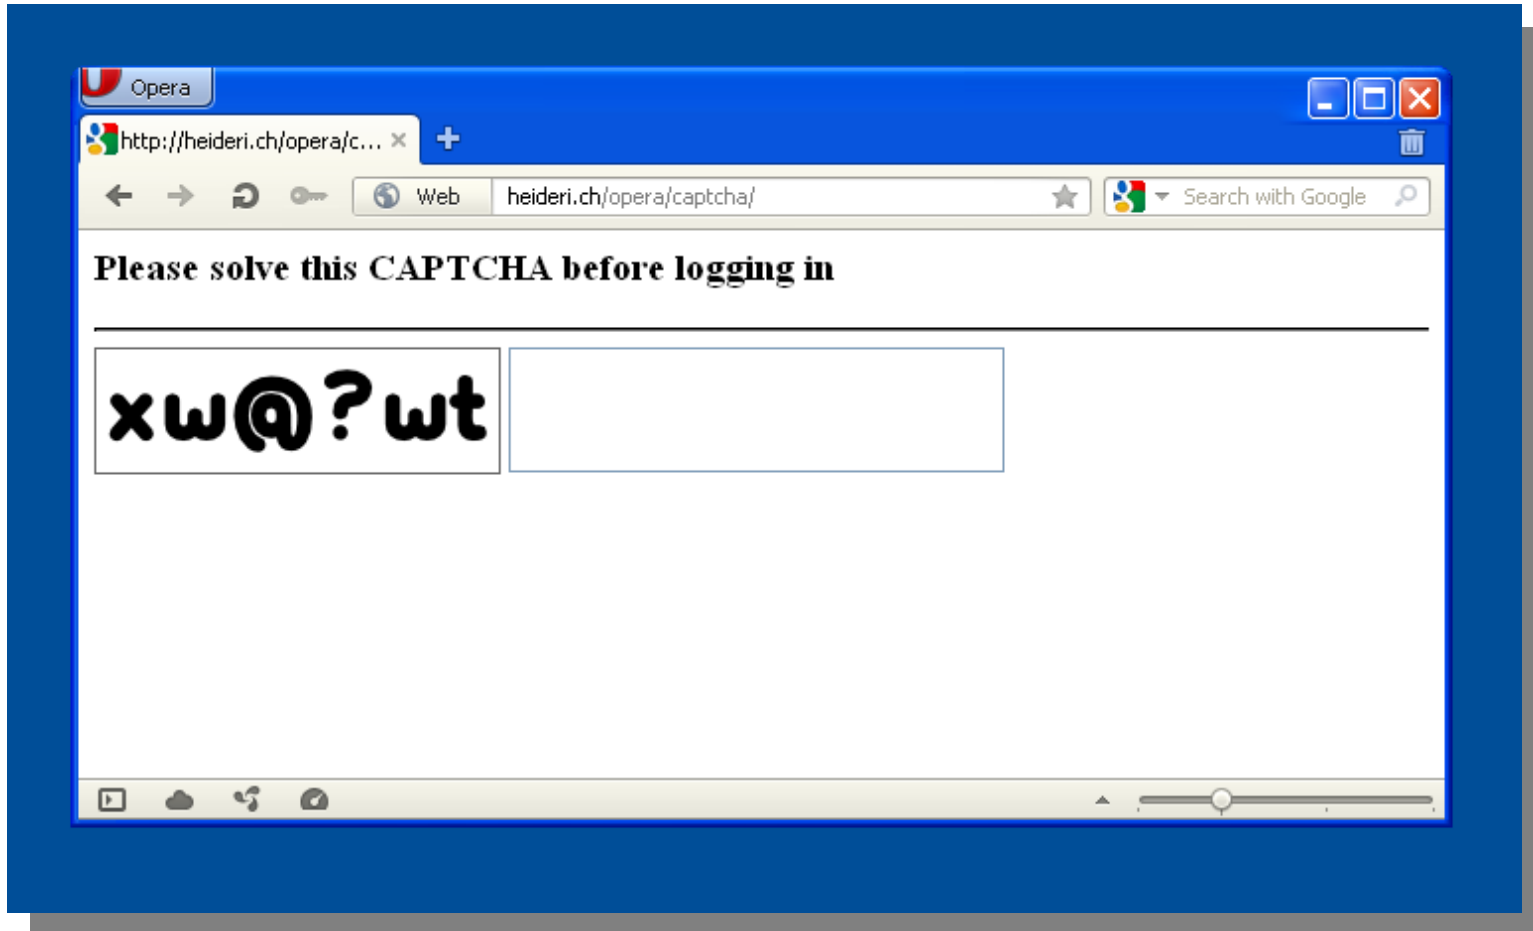 Opera
http://heideri.ch/opera/c...
Web heideri.ch/opera/captcha/ Search with Google
Please solve this CAPTCHA before logging in
xw@?wt